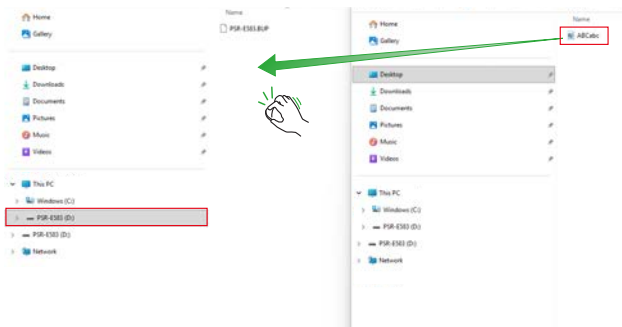 Name
PSR-E583.BUP
Home
Gallery
Desktop
Downloads
Documents
Pictures
Music
Videos
This PC
Windows (C:)
PSR-E583 (D:)
PSR-E583 (D:)
Network
Name
ABCabc
Home
Gallery
Desktop
Downloads
Documents
Pictures
Music
Videos
This PC
Windows (C:)
PSR-E583 (D:)
PSR-E583 (D:)
Network